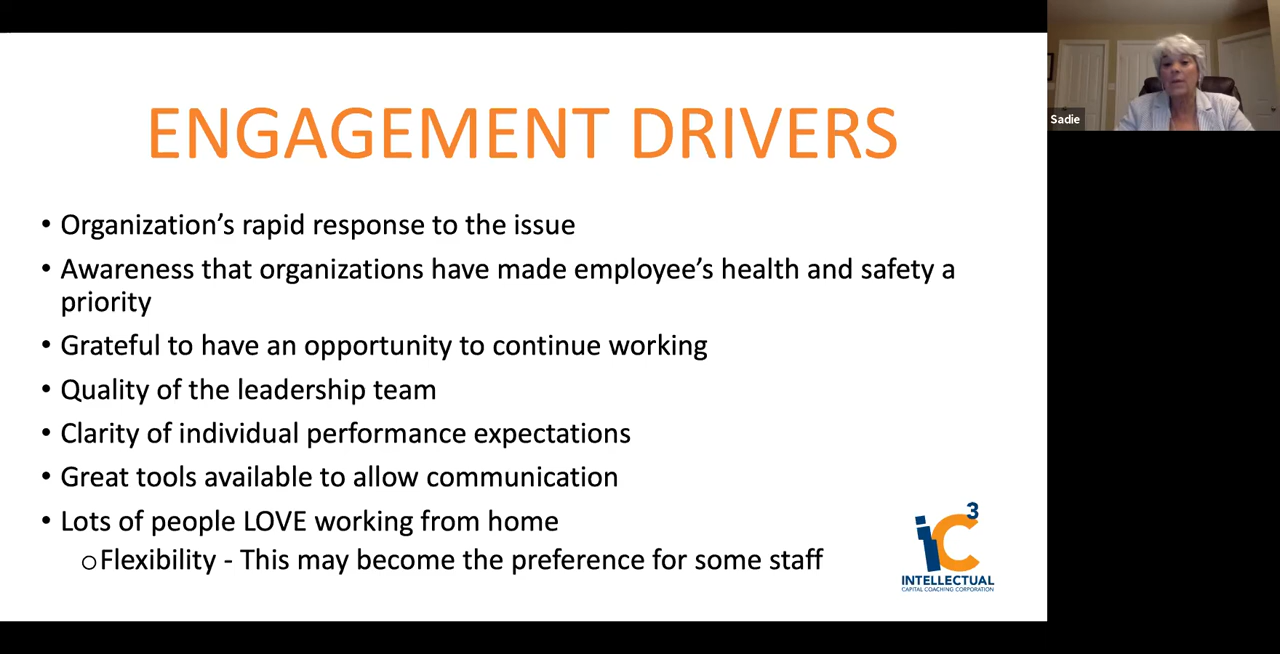 ENGAGEMENT DRIVERS
• Organization's rapid response to the issue
• Awareness that organizations have made employee's health and safety a
priority
• Grateful to have an opportunity to continue working
• Quality of the leadership team
• Clarity of individual performance expectations
• Great tools available to allow communication
• Lots of people LOVE working from home
o Flexibility - This may become the preference for some staff
iC3
INTELLECTUAL
CAPITAL COACHING CORPORATION
Sadie